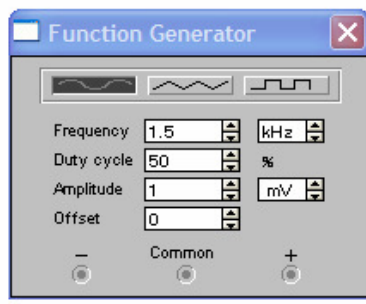 Function Generator
Frequency 1.5 kHz
Duty cycle 50 %
Amplitude 1 mV
Offset 0
− Common +